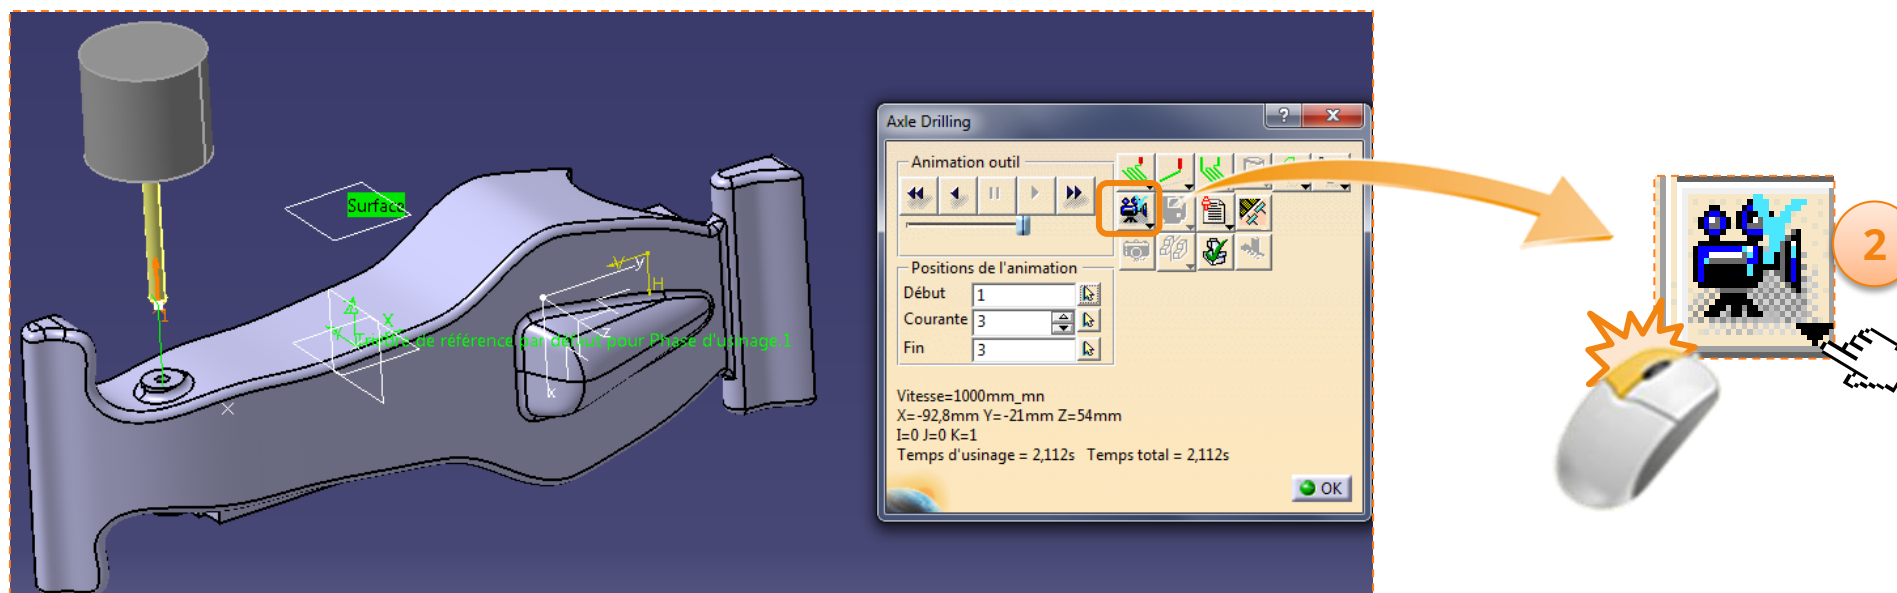 Surface
Y
y
H
z
x
Z
X
Y
1
de référence par défaut pour Phase d'usinage.1
Axle Drilling
?
X
Animation outil
Positions de l'animation
Début 1
Courante 3
Fin 3
Vitesse=1000mm_mn
X=-92,8mm Y=-21mm Z=54mm
I=0 J=0 K=1
Temps d'usinage = 2,112s Temps total = 2,112s
OK
2